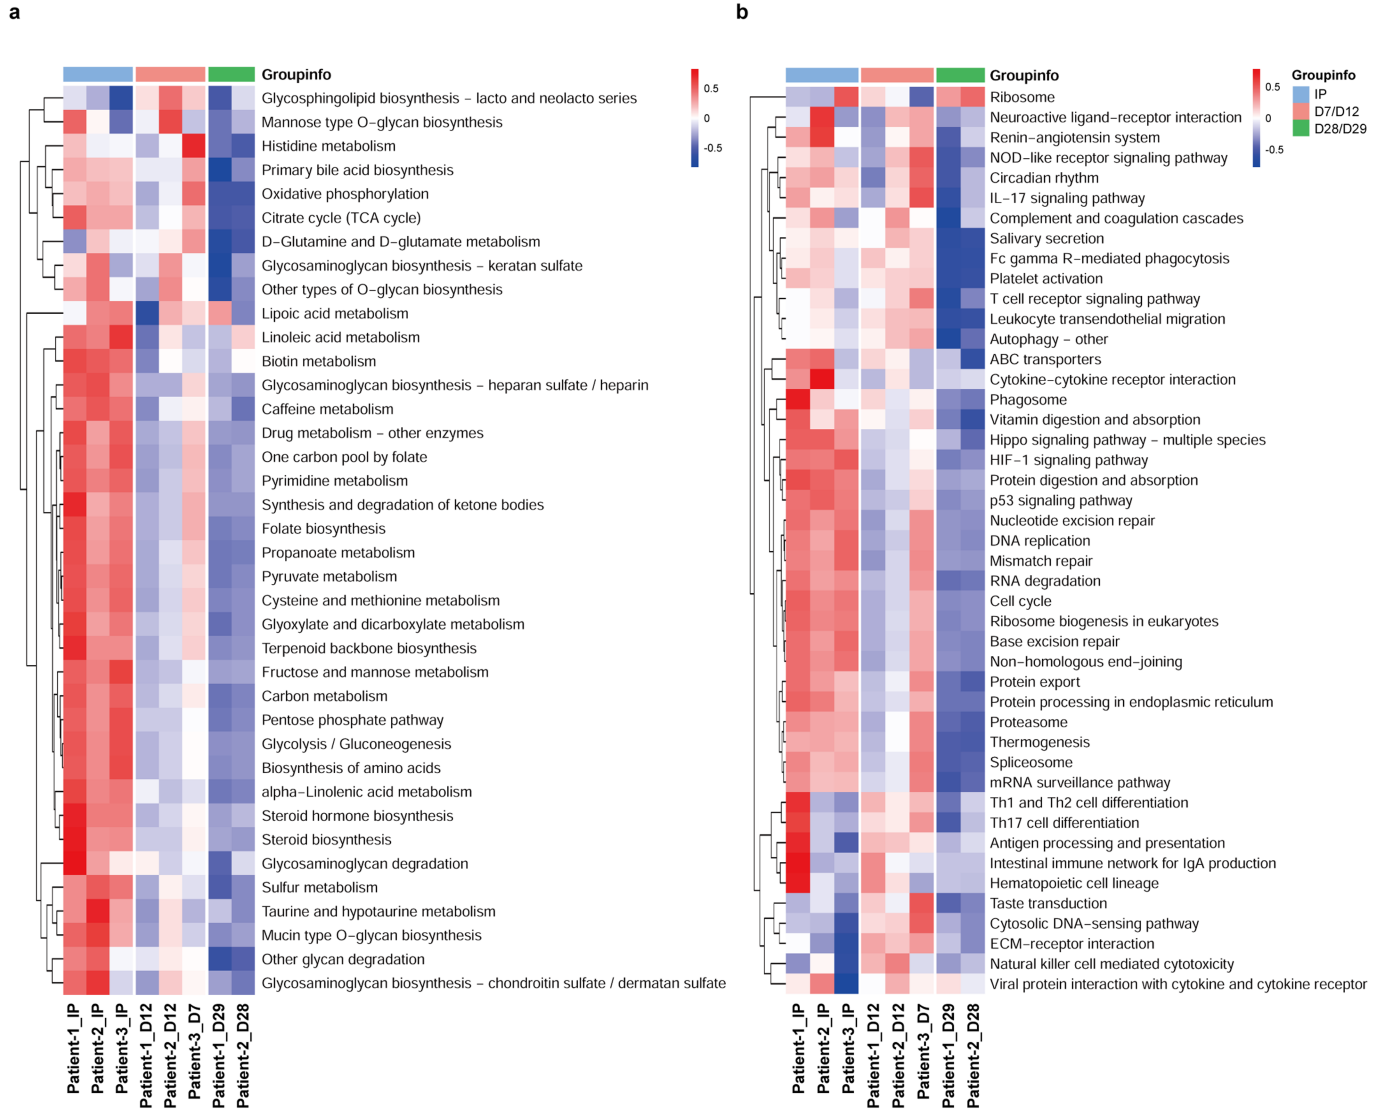 a
Groupinfo
Glycosphingolipid biosynthesis – lacto and neolacto series
Mannose type O–glycan biosynthesis
Histidine metabolism
Primary bile acid biosynthesis
Oxidative phosphorylation
Citrate cycle (TCA cycle)
D–Glutamine and D–glutamate metabolism
Glycosaminoglycan biosynthesis – keratan sulfate
Other types of O–glycan biosynthesis
Lipoic acid metabolism
Linoleic acid metabolism
Biotin metabolism
Glycosaminoglycan biosynthesis – heparan sulfate / heparin
Caffeine metabolism
Drug metabolism – other enzymes
One carbon pool by folate
Pyrimidine metabolism
Synthesis and degradation of ketone bodies
Folate biosynthesis
Propanoate metabolism
Pyruvate metabolism
Cysteine and methionine metabolism
Glyoxylate and dicarboxylate metabolism
Terpenoid backbone biosynthesis
Fructose and mannose metabolism
Carbon metabolism
Pentose phosphate pathway
Glycolysis / Gluconeogenesis
Biosynthesis of amino acids
alpha–Linolenic acid metabolism
Steroid hormone biosynthesis
Steroid biosynthesis
Glycosaminoglycan degradation
Sulfur metabolism
Taurine and hypotaurine metabolism
Mucin type O–glycan biosynthesis
Other glycan degradation
Glycosaminoglycan biosynthesis – chondroitin sulfate / dermatan sulfate
Patient-1_IP
Patient-2_IP
Patient-3_IP
Patient-1_D12
Patient-2_D12
Patient-3_D7
Patient-1_D29
Patient-2_D28
0.5
0
-0.5
b
Groupinfo
Ribosome
Neuroactive ligand–receptor interaction
Renin–angiotensin system
NOD–like receptor signaling pathway
Circadian rhythm
IL–17 signaling pathway
Complement and coagulation cascades
Salivary secretion
Fc gamma R–mediated phagocytosis
Platelet activation
T cell receptor signaling pathway
Leukocyte transendothelial migration
Autophagy – other
ABC transporters
Cytokine–cytokine receptor interaction
Phagosome
Vitamin digestion and absorption
Hippo signaling pathway – multiple species
HIF–1 signaling pathway
Protein digestion and absorption
p53 signaling pathway
Nucleotide excision repair
DNA replication
Mismatch repair
RNA degradation
Cell cycle
Ribosome biogenesis in eukaryotes
Base excision repair
Non–homologous end–joining
Protein export
Protein processing in endoplasmic reticulum
Proteasome
Thermogenesis
Spliceosome
mRNA surveillance pathway
Th1 and Th2 cell differentiation
Th17 cell differentiation
Antigen processing and presentation
Intestinal immune network for IgA production
Hematopoietic cell lineage
Taste transduction
Cytosolic DNA–sensing pathway
ECM–receptor interaction
Natural killer cell mediated cytotoxicity
Viral protein interaction with cytokine and cytokine receptor
Patient-1_IP
Patient-2_IP
Patient-3_IP
Patient-1_D12
Patient-2_D12
Patient-3_D7
Patient-1_D29
Patient-2_D28
0.5
0
-0.5
Groupinfo
IP
D7/D12
D28/D29